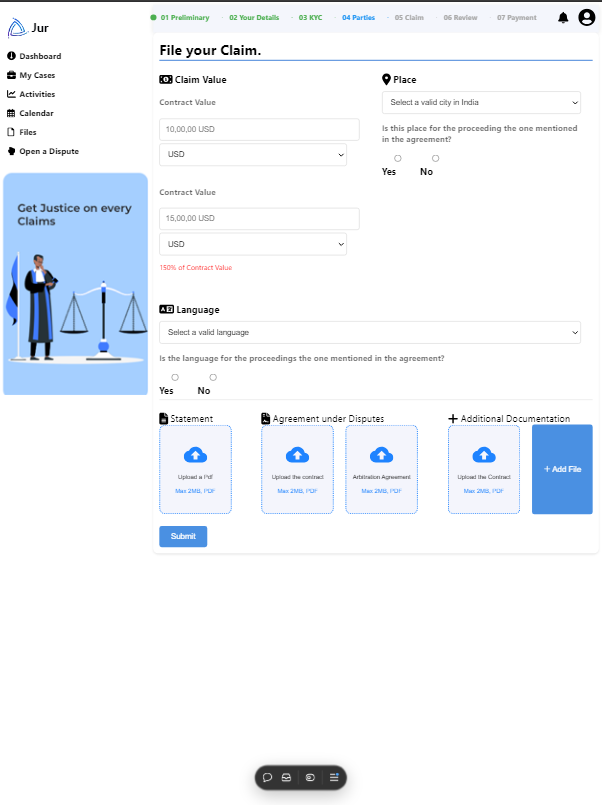 Jur
Dashboard
My Cases
Activities
Calendar
Files
Open a Dispute
Get Justice on every
Claims
01 Preliminary
02 Your Details
03 KYC
04 Parties
05 Claim
06 Review
07 Payment
File your Claim.
Claim Value
Contract Value
10,00,00 USD
USD
Contract Value
15,00,00 USD
USD
150% of Contract Value
Place
Select a valid city in India
Is this place for the proceeding the one mentioned
in the agreement?
Yes No
Language
Select a valid language
Is the language for the proceedings the one mentioned in the agreement?
Yes No
Statement
Upload a Pdf
Max 2MB, PDF
Agreement under Disputes
Upload the contract
Max 2MB, PDF
Arbitration Agreement
Max 2MB, PDF
Additional Documentation
Upload the Contract
Max 2MB, PDF
+ Add File
Submit